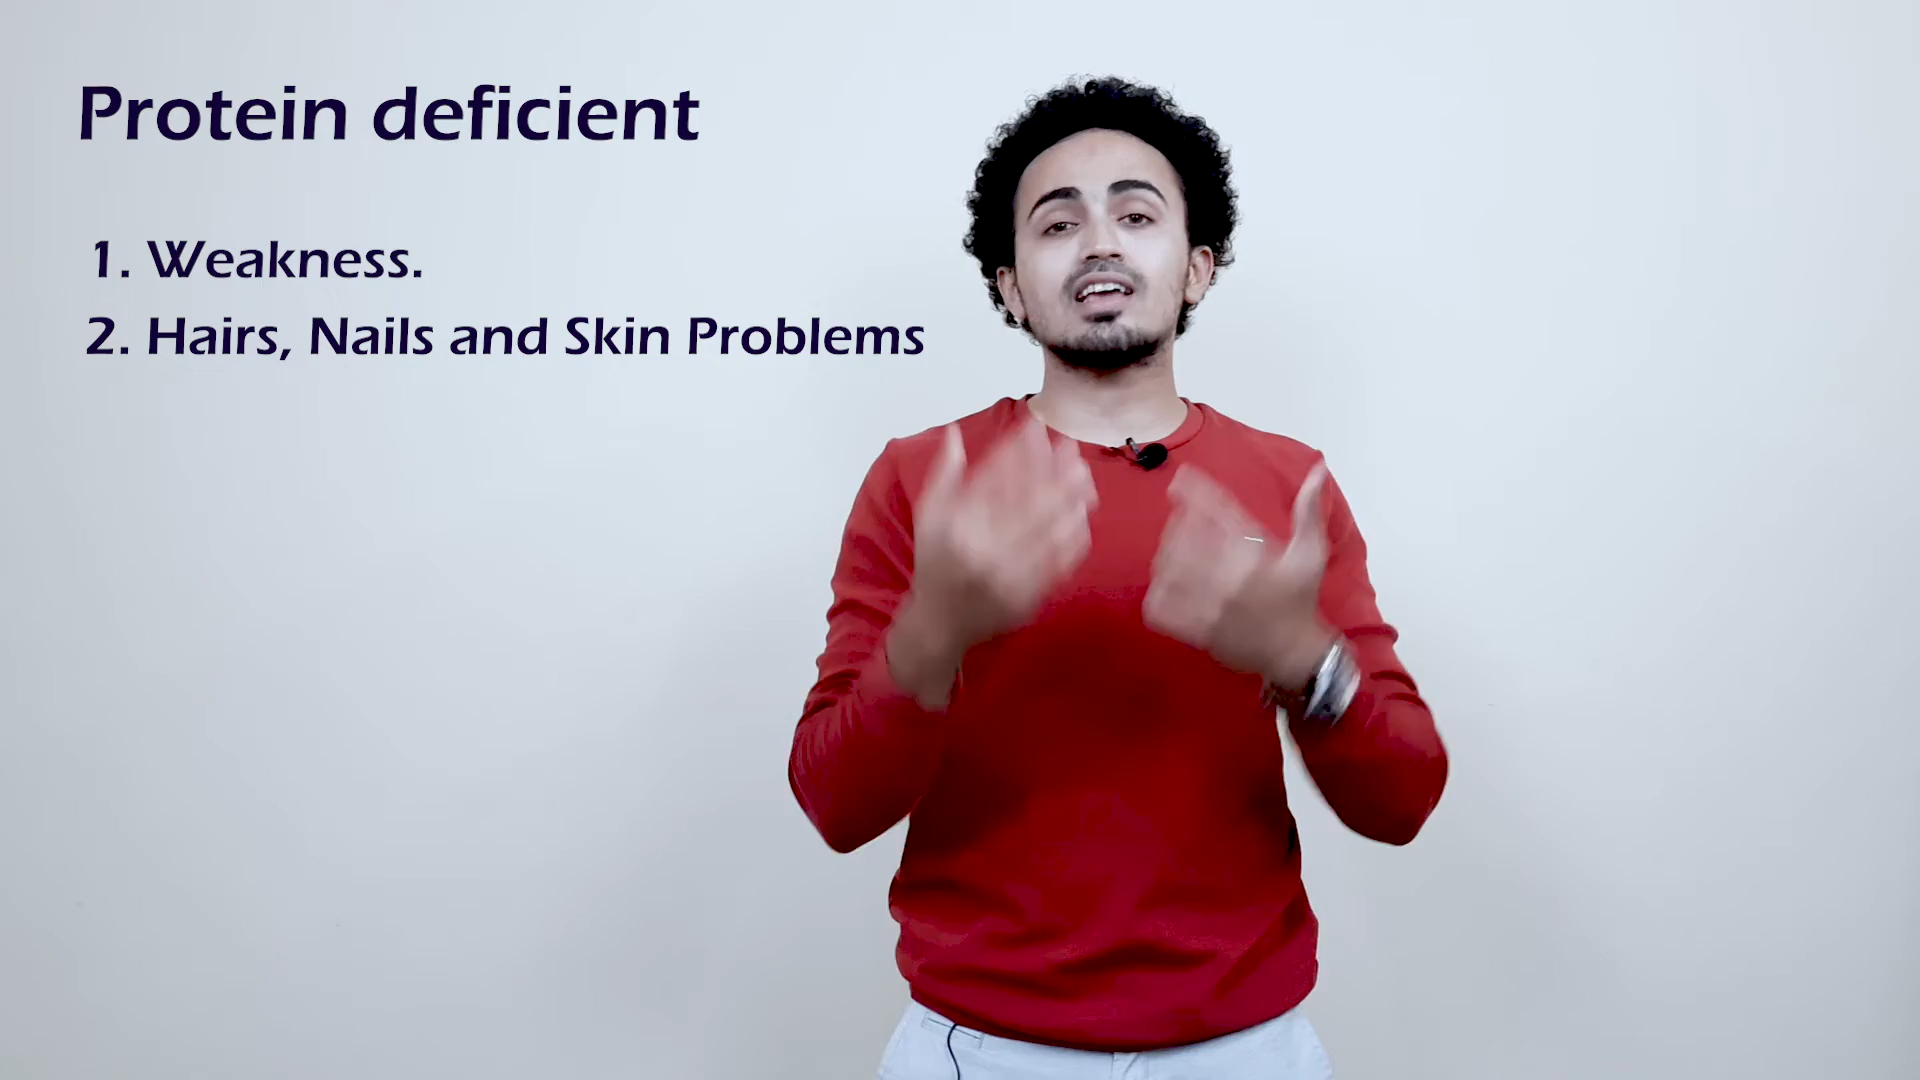 Protein deficient
1. Weakness.
2. Hairs, Nails and Skin Problems